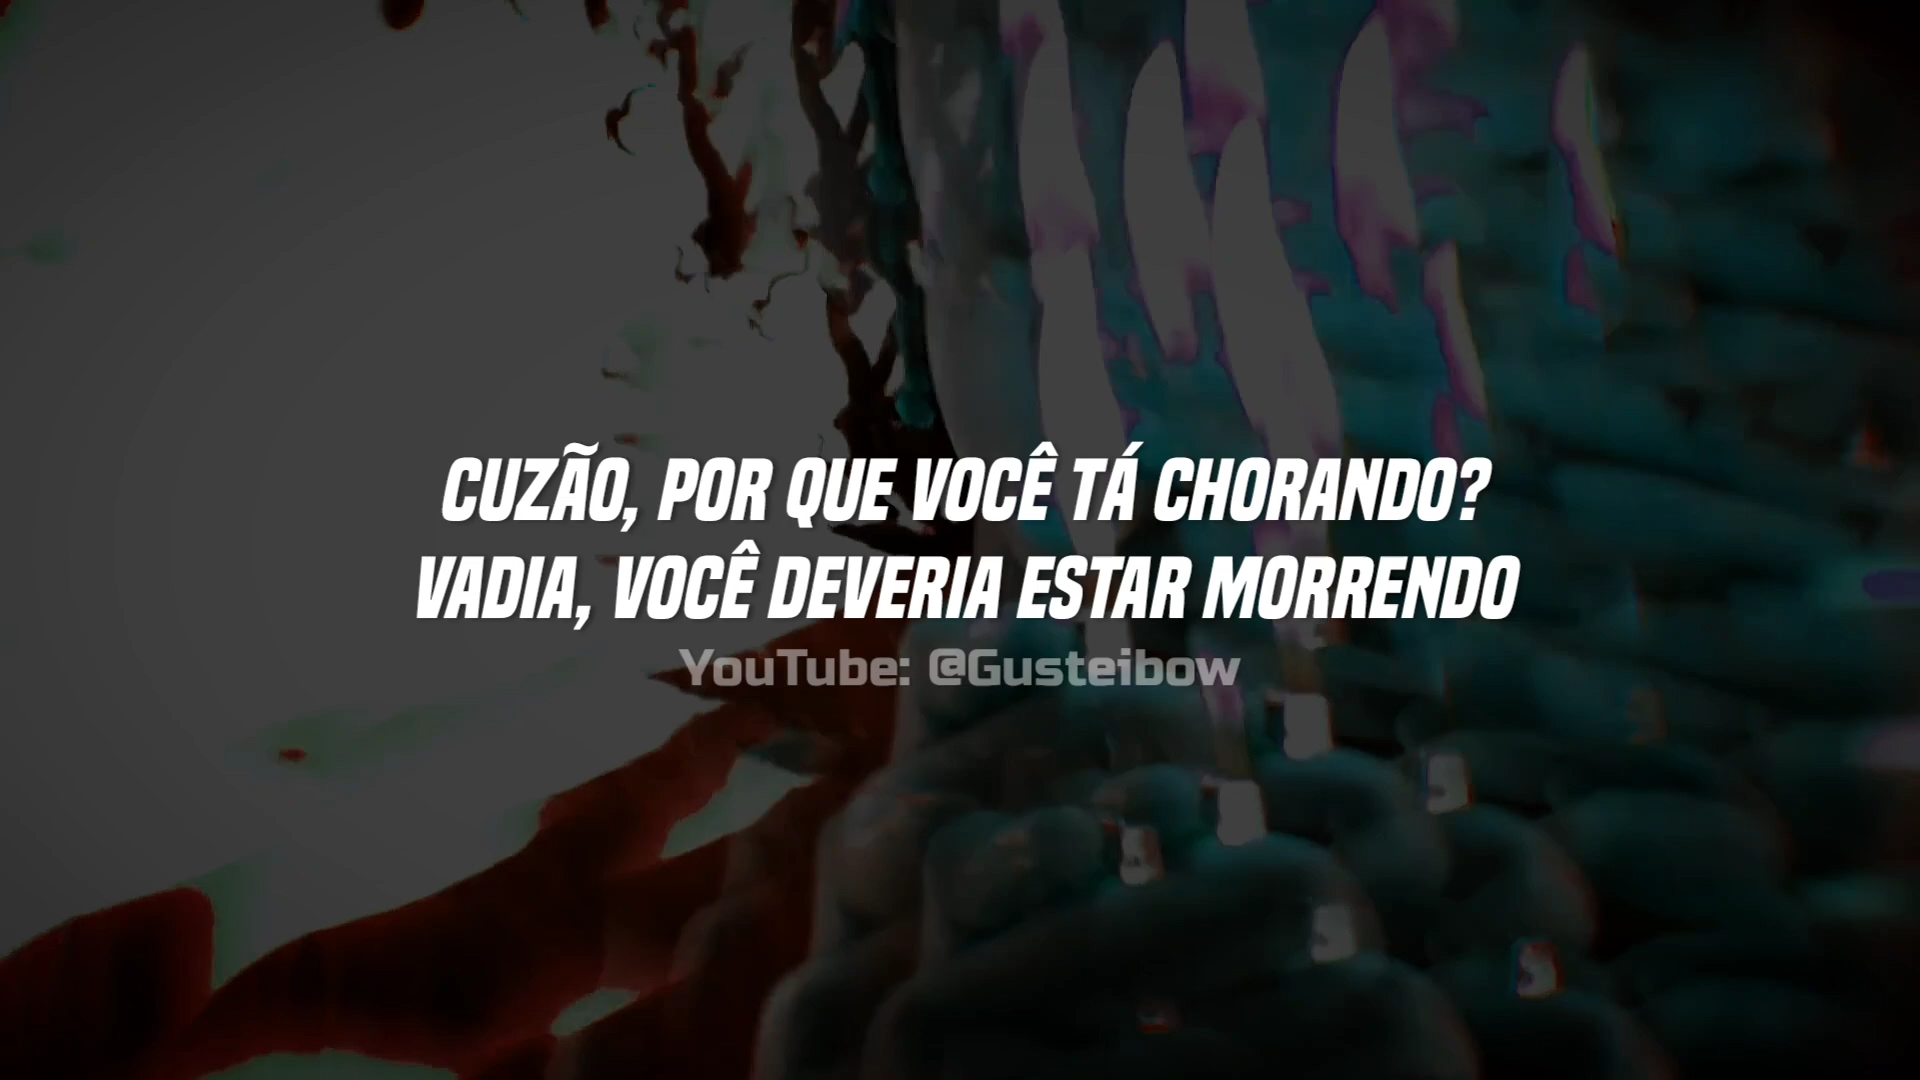 CUZÃO, POR QUE VOCÊ TÁ CHORANDO?
VADIA, VOCÊ DEVERIA ESTAR MORRENDO
YouTube: @Gusteibow